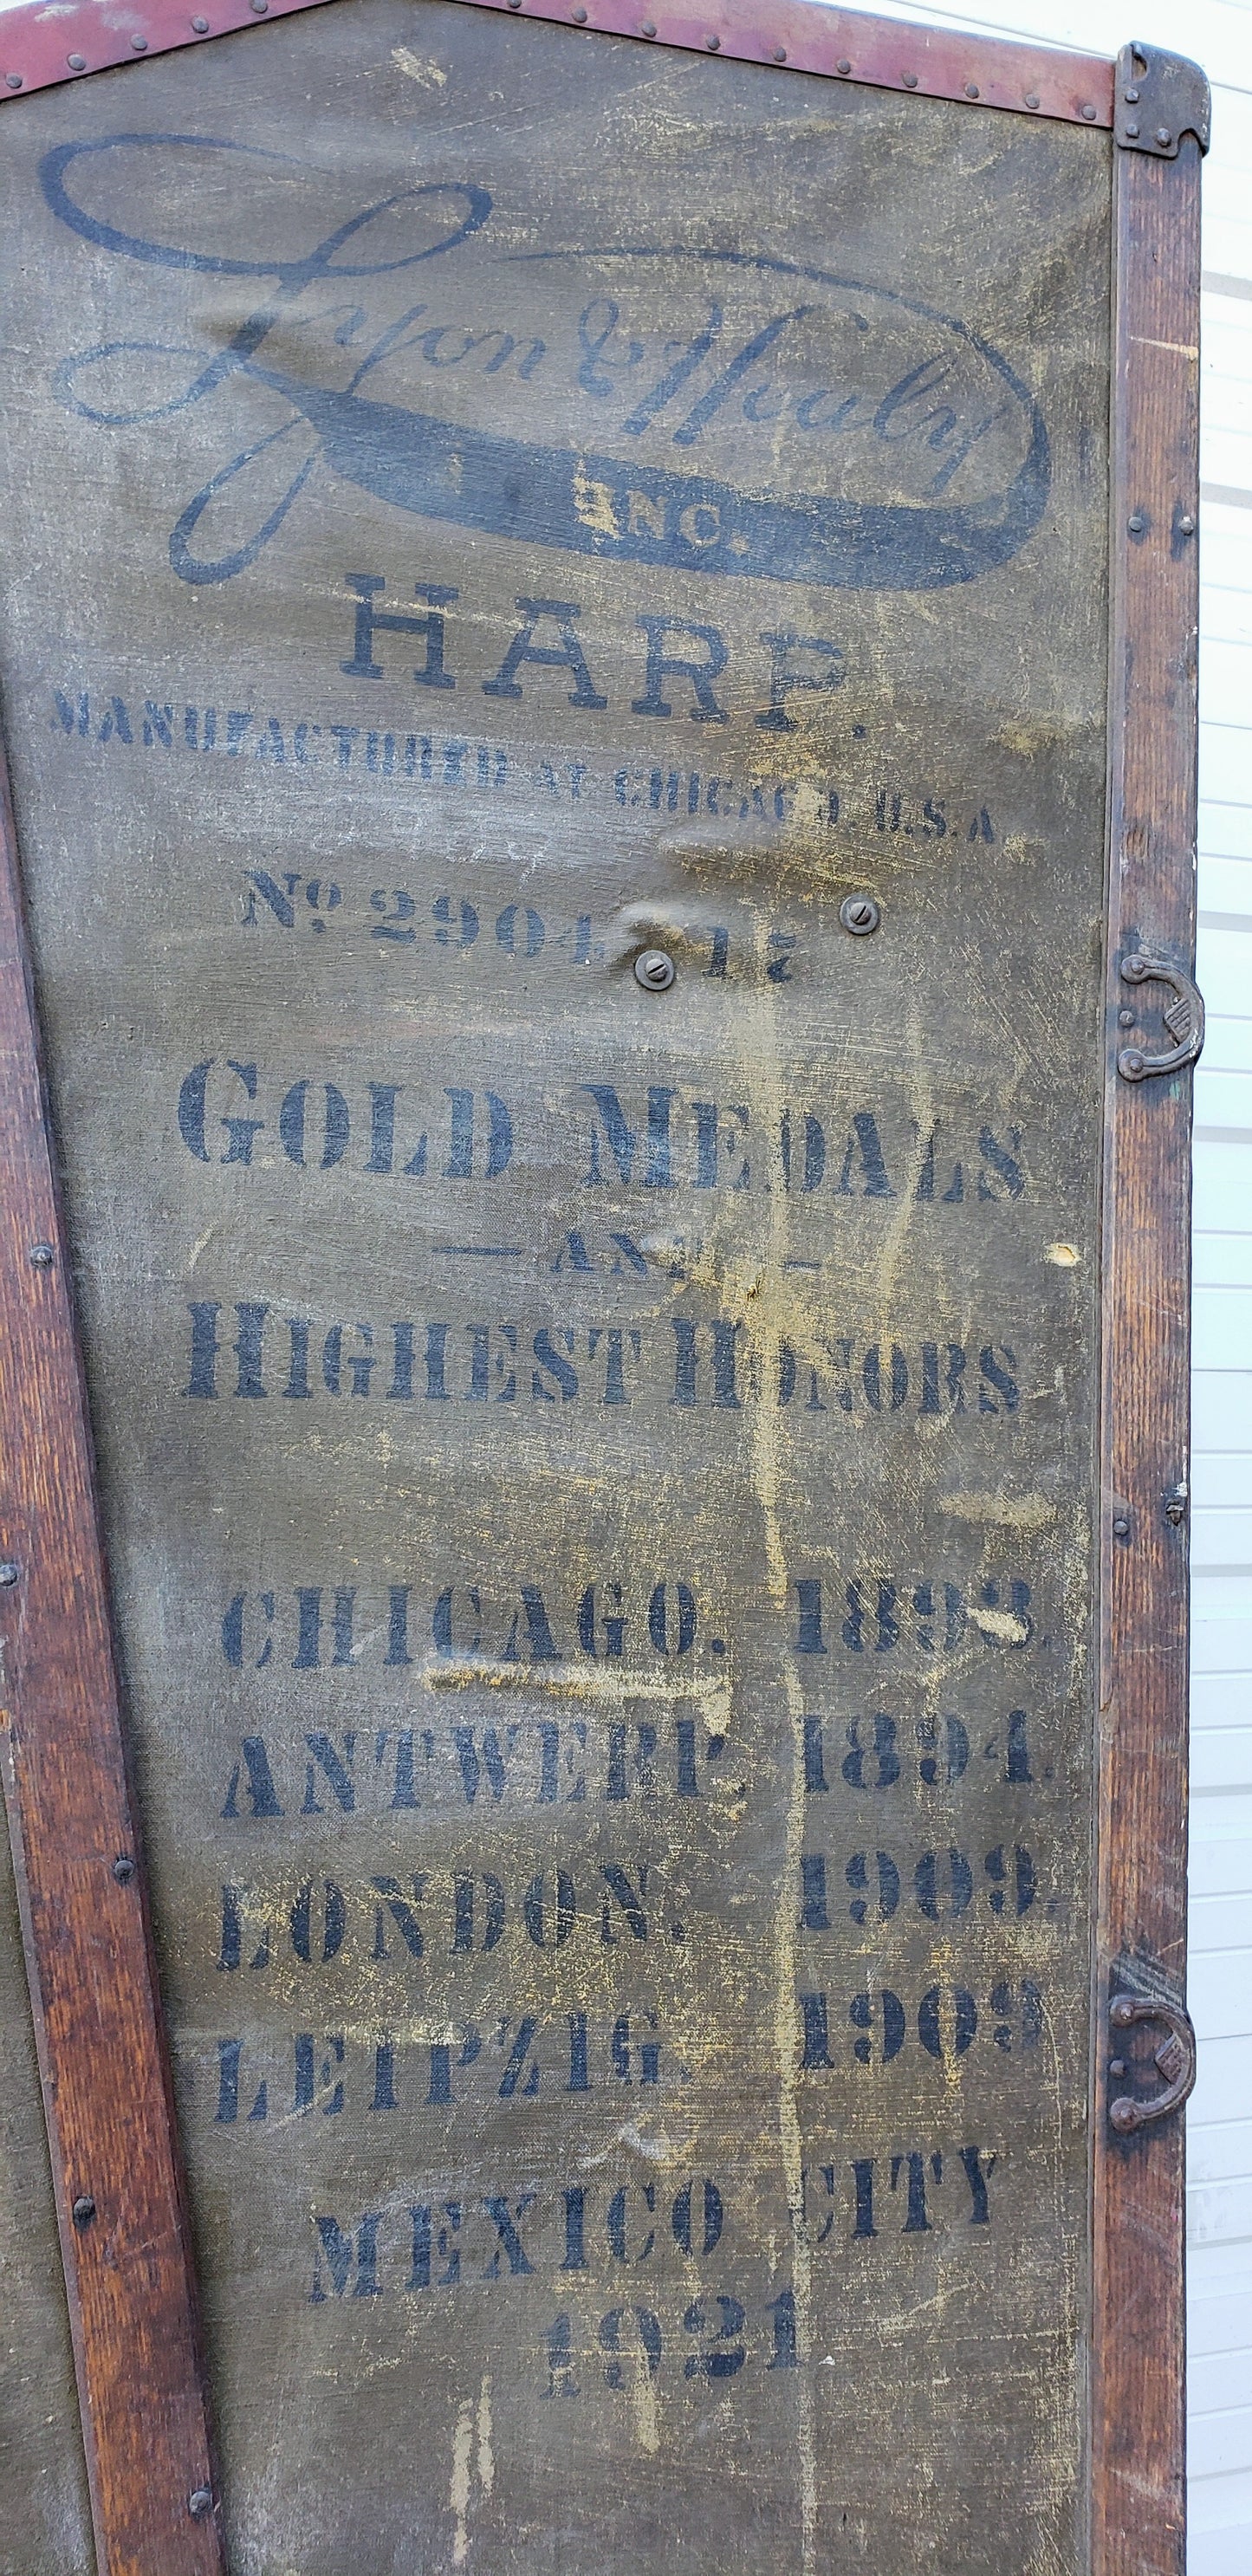 Lyon & Healy
INC.
HARP.
MANUFACTURED AT CHICAGO, U.S.A.
GOLD MEDALS
— AND —
HIGHEST HONORS
CHICAGO. 1893.
ANTWERP. 1894.
LONDON. 1909.
LEIPZIG. 1909
MEXICO CITY
1921